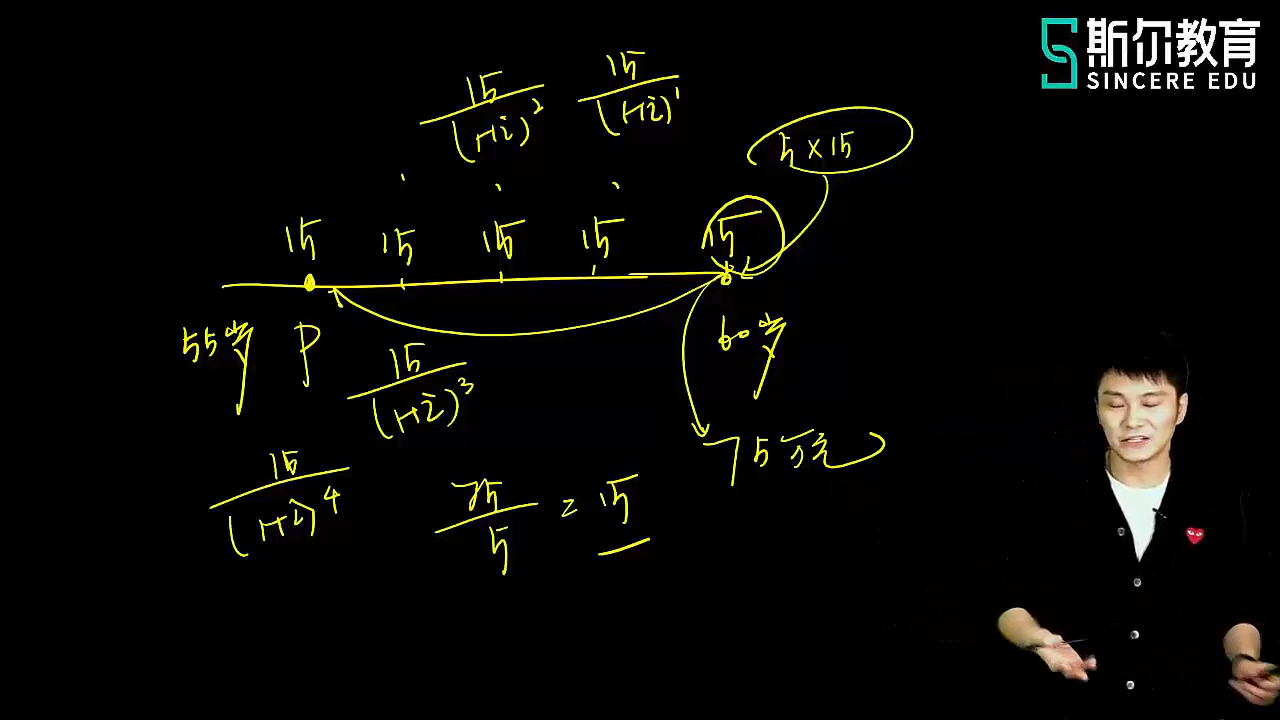 斯尔教育
SINCERE EDU
15/(1+i)^2 15/(1+i)^1
5×15
15 15 15 15 15
55岁 P 60岁
15/(1+i)^3
75万元
15/(1+i)^4 75/5 = 15